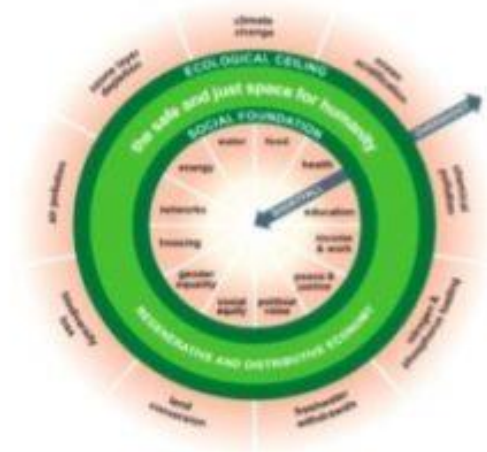 climate
change
ocean
acidification
chemical
pollution
nitrogen &
phosphorus loading
freshwater
withdrawals
land
conversion
biodiversity
loss
air pollution
ozone layer
depletion
ECOLOGICAL CEILING
the safe and just space for humanity
SOCIAL FOUNDATION
OVERSHOOT
SHORTFALL
water
food
health
education
income
& work
peace &
justice
political
voice
social
equity
gender
equality
housing
networks
energy
REGENERATIVE AND DISTRIBUTIVE ECONOMY